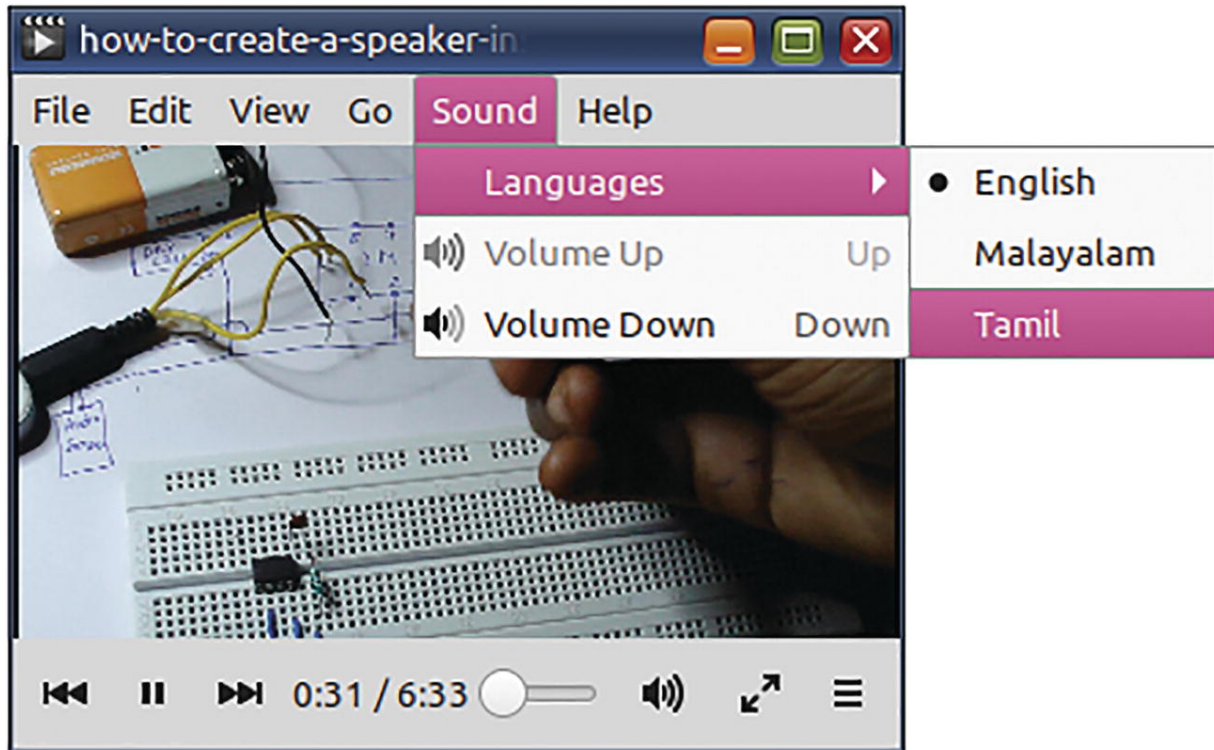 how-to-create-a-speaker-in
File Edit View Go Sound Help
Languages
English
Volume Up Up
Malayalam
Volume Down Down
Tamil
0:31 / 6:33